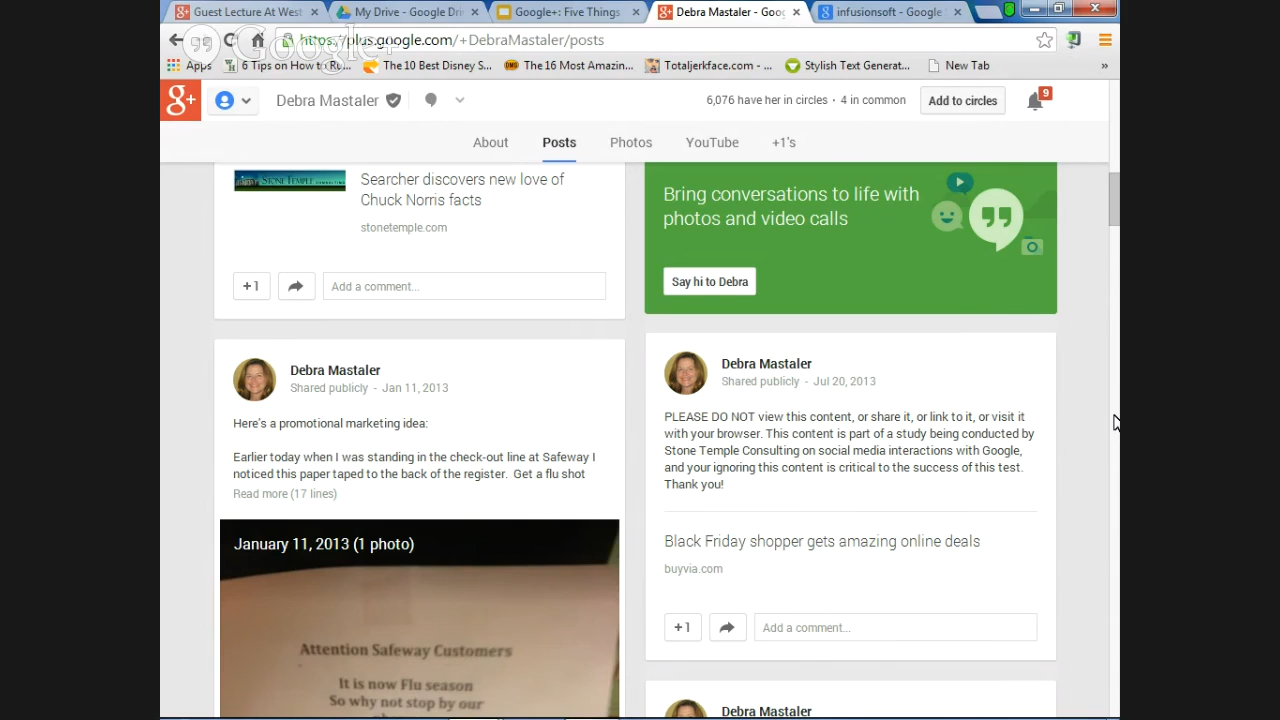 Guest Lecture At West
My Drive - Google Dri
Google+: Five Things
Debra Mastaler - Goog
infusionsoft - Google
https://plus.google.com/+DebraMastaler/posts
Google+
Apps
6 Tips on How to Ru...
The 10 Best Disney S...
The 16 Most Amazin...
Totaljerkface.com - ...
Stylish Text Generat...
New Tab
»
g+
Debra Mastaler
6,076 have her in circles • 4 in common
Add to circles
9
About
Posts
Photos
YouTube
+1's
STONE TEMPLE CONSULTING
Searcher discovers new love of
Chuck Norris facts
stonetemple.com
+1
Add a comment...
Debra Mastaler
Shared publicly - Jan 11, 2013
Here's a promotional marketing idea:
Earlier today when I was standing in the check-out line at Safeway I
noticed this paper taped to the back of the register. Get a flu shot
Read more (17 lines)
January 11, 2013 (1 photo)
Attention Safeway Customers
It is now Flu season
So why not stop by our
Bring conversations to life with
photos and video calls
Say hi to Debra
Debra Mastaler
Shared publicly - Jul 20, 2013
PLEASE DO NOT view this content, or share it, or link to it, or visit it
with your browser. This content is part of a study being conducted by
Stone Temple Consulting on social media interactions with Google,
and your ignoring this content is critical to the success of this test.
Thank you!
Black Friday shopper gets amazing online deals
buyvia.com
+1
Add a comment...
Debra Mastaler